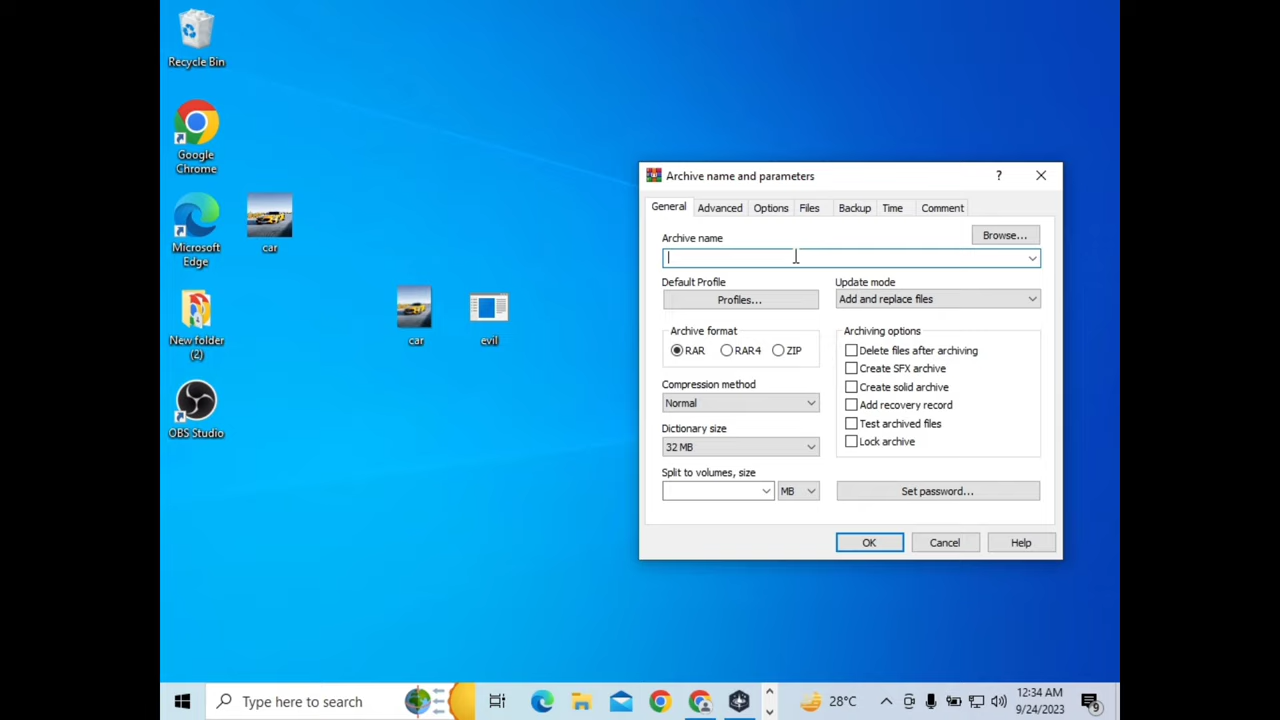 Recycle Bin
Google
Chrome
Microsoft
Edge
car
New folder
(2)
car
evil
OBS Studio
Archive name and parameters
?
General
Advanced
Options
Files
Backup
Time
Comment
Archive name
Browse...
Default Profile
Profiles...
Update mode
Add and replace files
Archive format
RAR
RAR4
ZIP
Compression method
Normal
Dictionary size
32 MB
Split to volumes, size
MB
Archiving options
Delete files after archiving
Create SFX archive
Create solid archive
Add recovery record
Test archived files
Lock archive
Set password...
OK
Cancel
Help
Type here to search
28°C
12:34 AM
9/24/2023
9